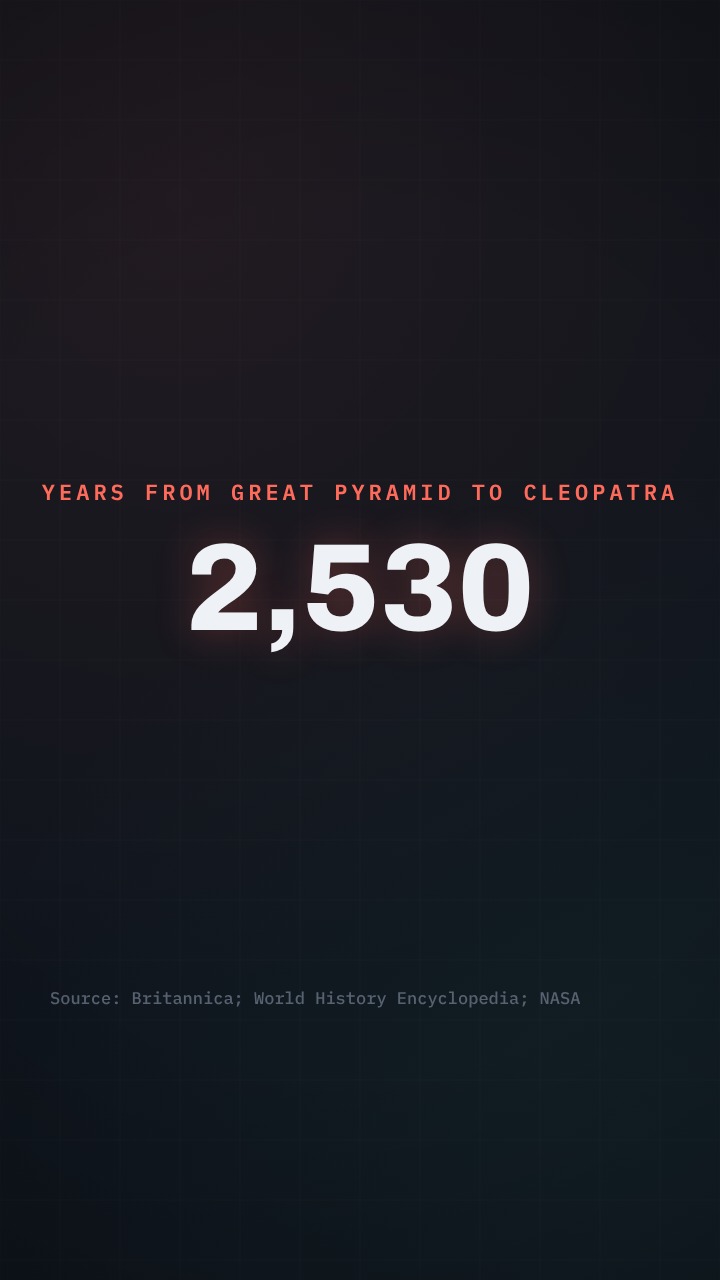 YEARS FROM GREAT PYRAMID TO CLEOPATRA
2,530
Source: Britannica; World History Encyclopedia; NASA